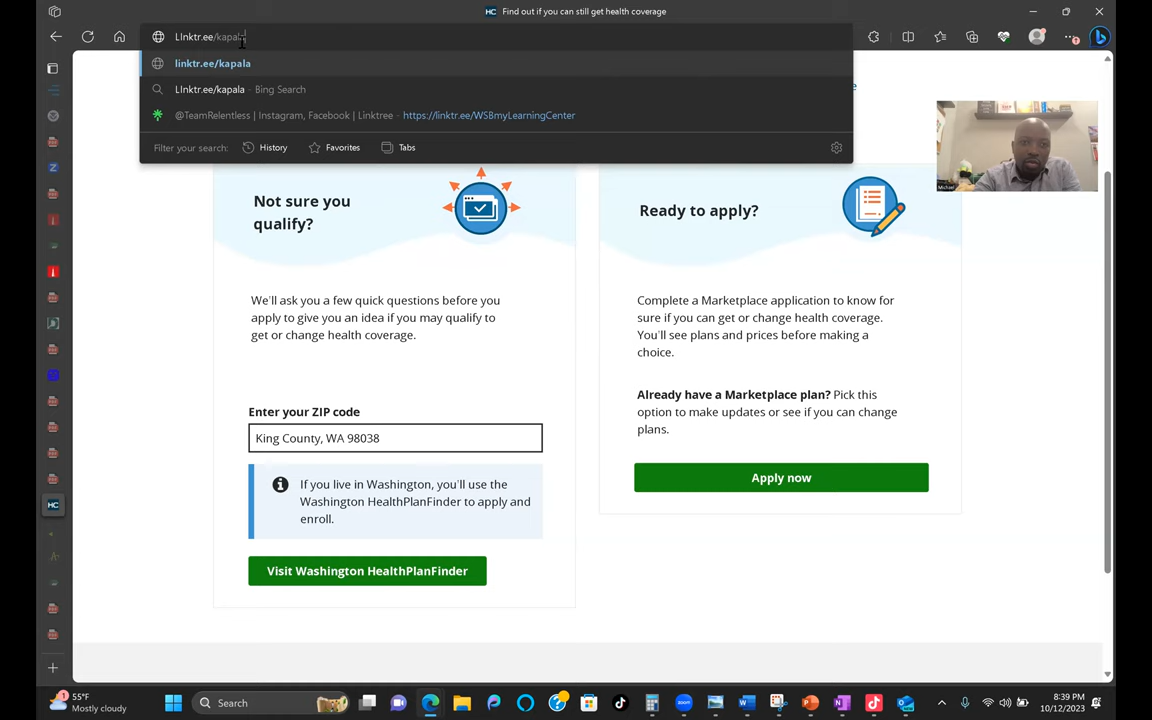 HC Find out if you can still get health coverage
LInktr.ee/kapala
linktr.ee/kapala
LInktr.ee/kapala - Bing Search
@TeamRelentless | Instagram, Facebook | Linktree - https://linktr.ee/WSBmyLearningCenter
Filter your search: History Favorites Tabs
Michael
Not sure you
qualify?
Ready to apply?
We'll ask you a few quick questions before you
apply to give you an idea if you may qualify to
get or change health coverage.
Complete a Marketplace application to know for
sure if you can get or change health coverage.
You'll see plans and prices before making a
choice.
Already have a Marketplace plan? Pick this
option to make updates or see if you can change
plans.
Apply now
Enter your ZIP code
King County, WA 98038
If you live in Washington, you'll use the
Washington HealthPlanFinder to apply and
enroll.
Visit Washington HealthPlanFinder
HC
1
55°F
Mostly cloudy
Search
8:39 PM
10/12/2023